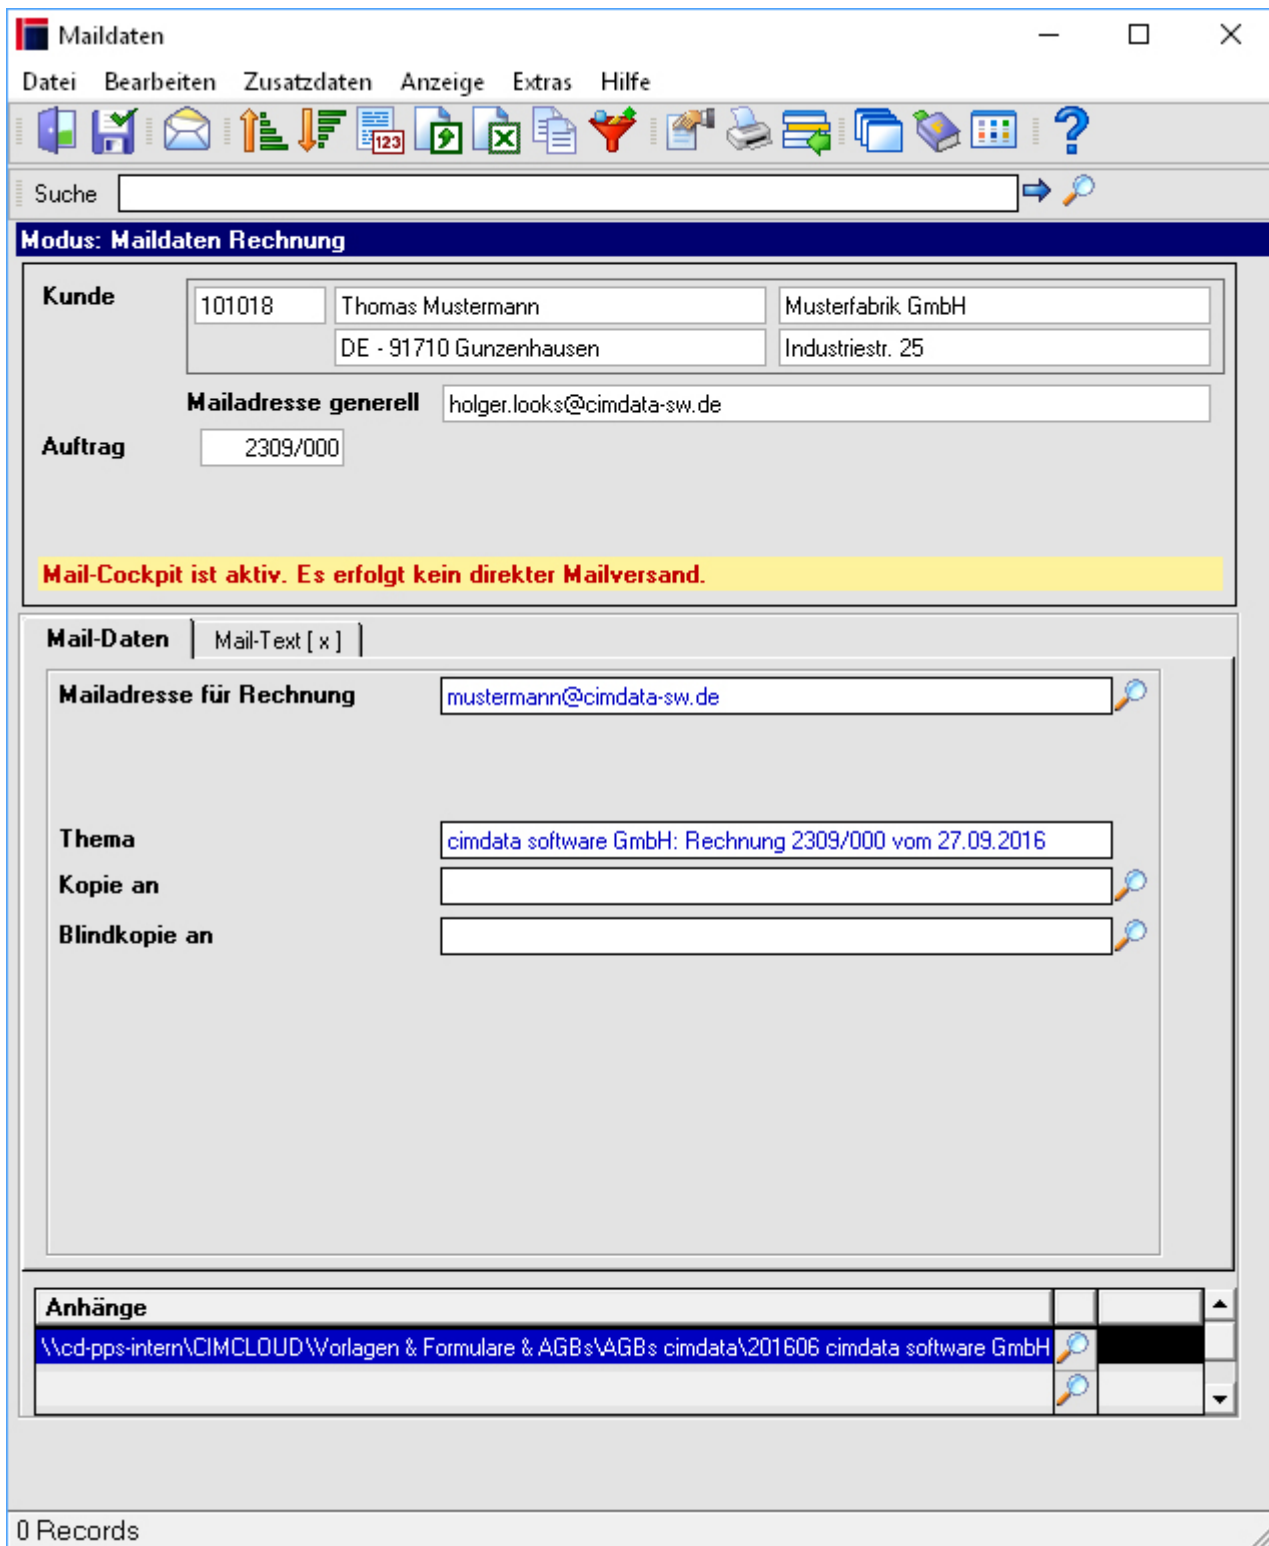 Maildaten
Datei Bearbeiten Zusatzdaten Anzeige Extras Hilfe
123
Suche
Modus: Maildaten Rechnung
Kunde 101018 Thomas Mustermann Musterfabrik GmbH
DE - 91710 Gunzenhausen Industriestr. 25
Mailadresse generell holger.looks@cimdata-sw.de
Auftrag 2309/000
Mail-Cockpit ist aktiv. Es erfolgt kein direkter Mailversand.
Mail-Daten Mail-Text [ x ]
Mailadresse für Rechnung mustermann@cimdata-sw.de
Thema cimdata software GmbH: Rechnung 2309/000 vom 27.09.2016
Kopie an
Blindkopie an
Anhänge
\\cd-pps-intern\CIMCLOUD\Vorlagen & Formulare & AGBs\AGBs cimdata\201606 cimdata software GmbH
0 Records